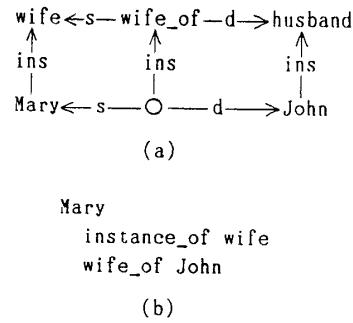 wife s wife_of d husband
ins ins ins
Mary s d John
(a)
Mary
instance_of wife
wife_of John
(b)